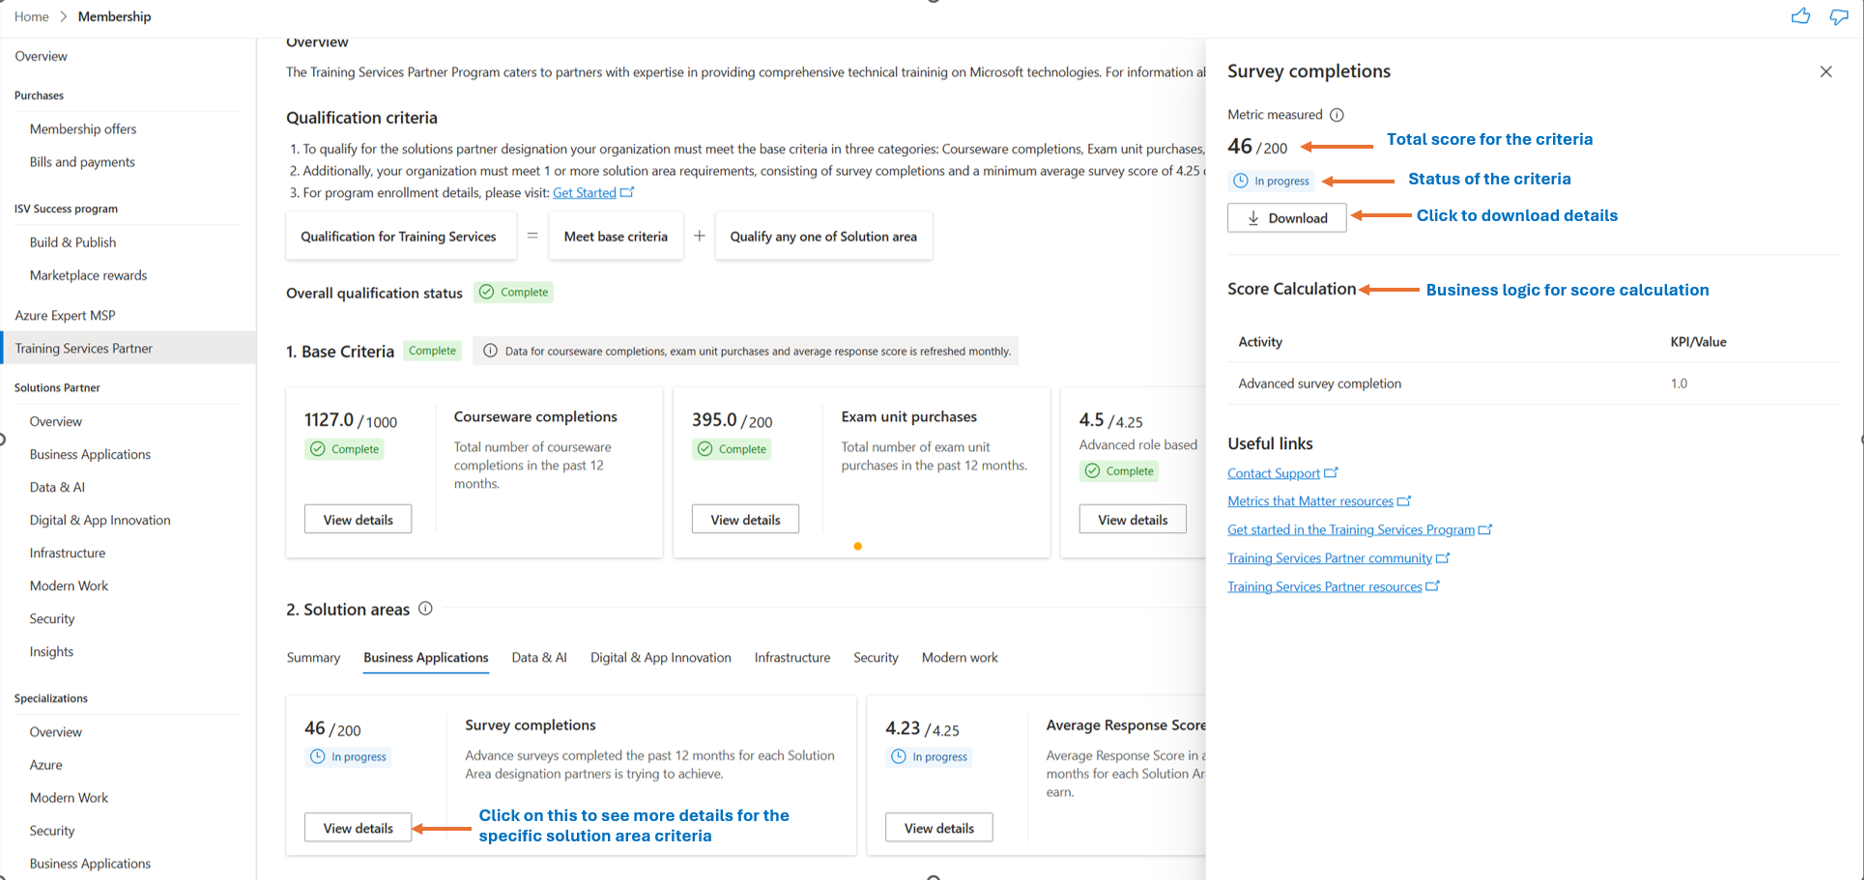 Home > Membership
Overview
Purchases
Membership offers
Bills and payments
ISV Success program
Build & Publish
Marketplace rewards
Azure Expert MSP
Training Services Partner
Solutions Partner
Overview
Business Applications
Data & AI
Digital & App Innovation
Infrastructure
Modern Work
Security
Insights
Specializations
Overview
Azure
Modern Work
Security
Business Applications
Overview
The Training Services Partner Program caters to partners with expertise in providing comprehensive technical traininig on Microsoft technologies. For information al
Qualification criteria
1. To qualify for the solutions partner designation your organization must meet the base criteria in three categories: Courseware completions, Exam unit purchases,
2. Additionally, your organization must meet 1 or more solution area requirements, consisting of survey completions and a minimum average survey score of 4.25
3. For program enrollment details, please visit: Get Started
Qualification for Training Services = Meet base criteria + Qualify any one of Solution area
Overall qualification status Complete
1. Base Criteria Complete Data for courseware completions, exam unit purchases and average response score is refreshed monthly.
1127.0 /1000
Complete
View details
Courseware completions
Total number of courseware
completions in the past 12
months.
395.0 /200
Complete
View details
Exam unit purchases
Total number of exam unit
purchases in the past 12 months.
4.5 /4.25
Advanced role based
Complete
View details
2. Solution areas
Summary Business Applications Data & AI Digital & App Innovation Infrastructure Security Modern work
46 /200
In progress
View details
Survey completions
Advance surveys completed the past 12 months for each Solution
Area designation partners is trying to achieve.
Click on this to see more details for the
specific solution area criteria
4.23 /4.25
In progress
View details
Average Response Score
Average Response Score in a
months for each Solution Ar
earn.
Survey completions
Metric measured
46 /200
Total score for the criteria
In progress
Status of the criteria
Download
Click to download details
Score Calculation
Business logic for score calculation
Activity KPI/Value
Advanced survey completion 1.0
Useful links
Contact Support
Metrics that Matter resources
Get started in the Training Services Program
Training Services Partner community
Training Services Partner resources